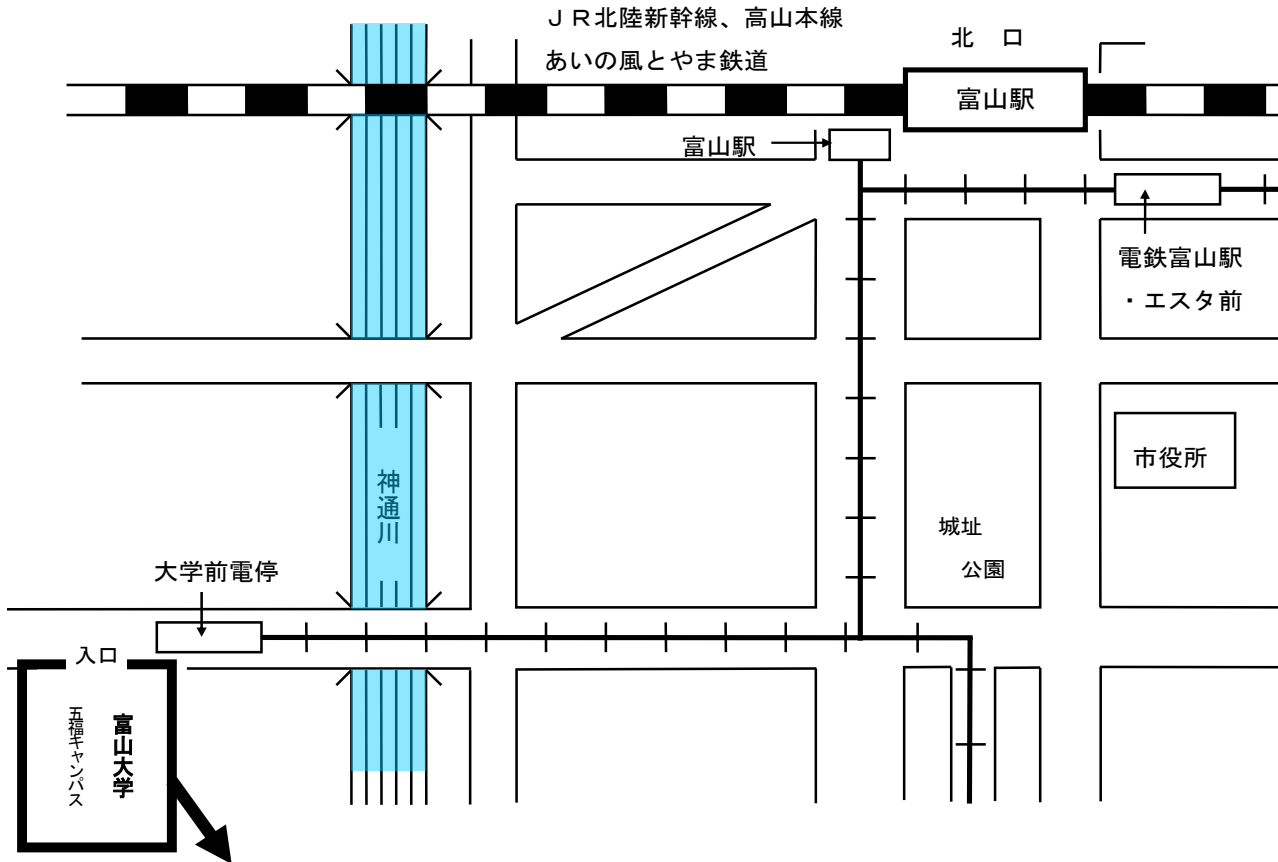 ＪＲ北陸新幹線、高山本線
あいの風とやま鉄道
北　口
富山駅
富山駅
電鉄富山駅
・エスタ前
市役所
神通川
城址
公園
大学前電停
入口
富山大学
五福キャンパス